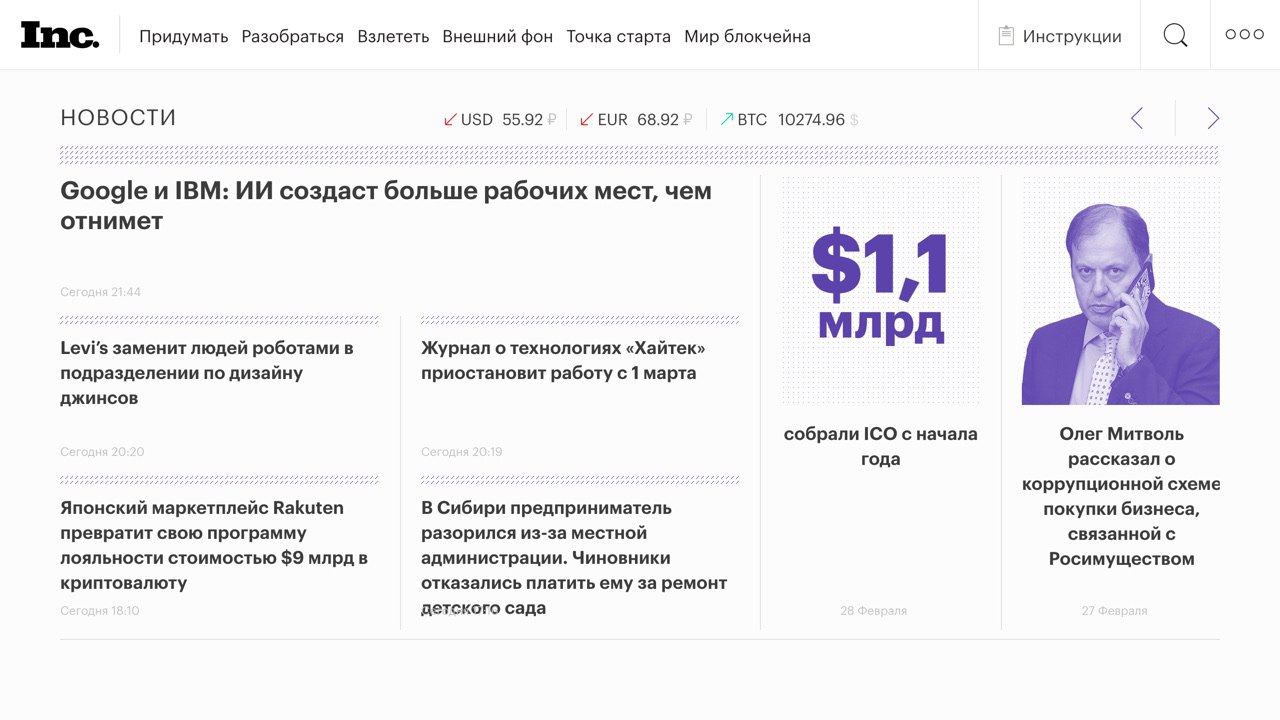 Inc.
Придумать Разобраться Взлететь Внешний фон Точка старта Мир блокчейна
Инструкции
НОВОСТИ
USD 55.92 ₽
EUR 68.92 ₽
BTC 10274.96 $
Google и IBM: ИИ создаст больше рабочих мест, чем
отнимет
Сегодня 21:44
Levi’s заменит людей роботами в
подразделении по дизайну
джинсов
Сегодня 20:20
Журнал о технологиях «Хайтек»
приостановит работу с 1 марта
Сегодня 20:19
Японский маркетплейс Rakuten
превратит свою программу
лояльности стоимостью $9 млрд в
криптовалюту
Сегодня 18:10
В Сибири предприниматель
разорился из-за местной
администрации. Чиновники
отказались платить ему за ремонт
детского сада
$1,1
млрд
собрали ICO с начала
года
28 Февраля
Олег Митволь
рассказал о
коррупционной схеме
покупки бизнеса,
связанной с
Росимуществом
27 Февраля